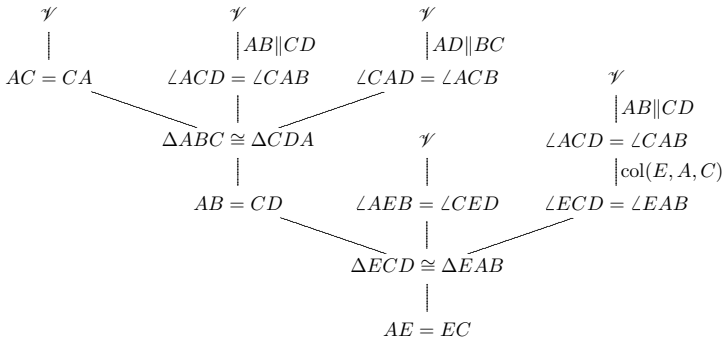 𝒱 𝒱 𝒱
AB∥CD AD∥BC
AC = CA ∠ACD = ∠CAB ∠CAD = ∠ACB 𝒱
AB∥CD
ΔABC ≅ ΔCDA 𝒱 ∠ACD = ∠CAB
col(E, A, C)
AB = CD ∠AEB = ∠CED ∠ECD = ∠EAB
ΔECD ≅ ΔEAB
AE = EC